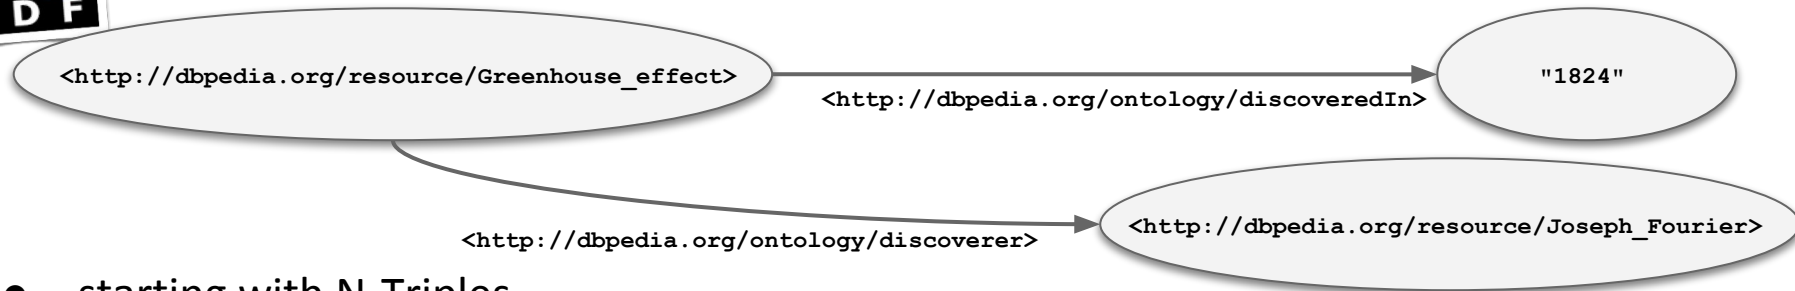 D F
<http://dbpedia.org/resource/Greenhouse_effect>
"1824"
<http://dbpedia.org/ontology/discoveredIn>
<http://dbpedia.org/resource/Joseph_Fourier>
<http://dbpedia.org/ontology/discoverer>
• starting with N-Triples